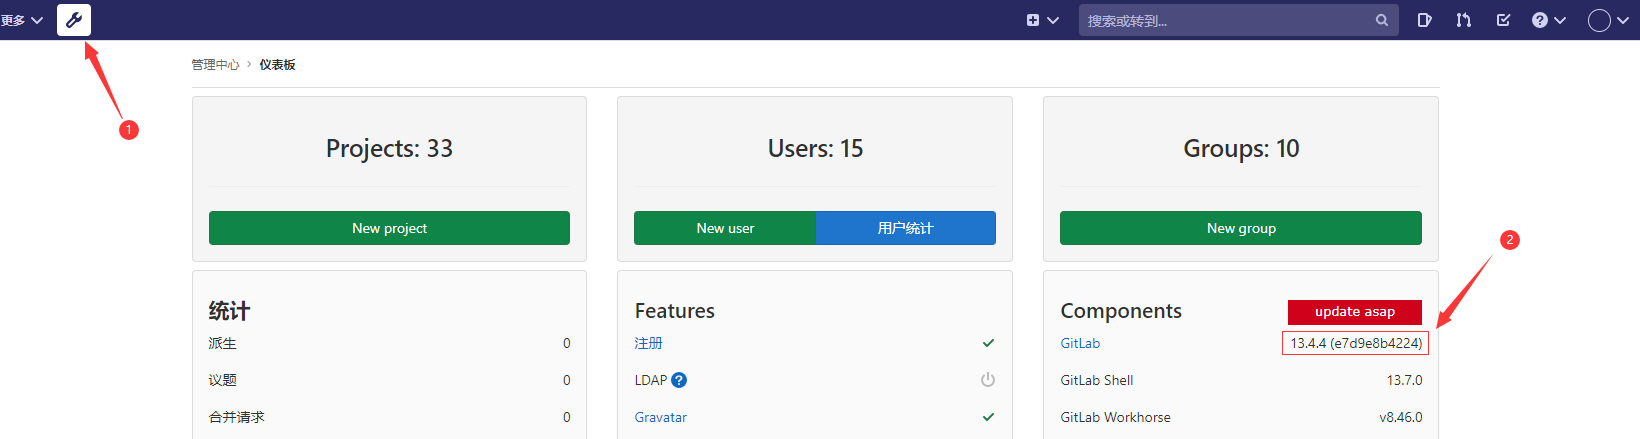 更多
搜索或转到...
1
管理中心 › 仪表板
Projects: 33
New project
Users: 15
New user
用户统计
Groups: 10
New group
2
统计
派生 0
议题 0
合并请求 0
Features
注册
LDAP
Gravatar
Components
update asap
GitLab 13.4.4 (e7d9e8b4224)
GitLab Shell 13.7.0
GitLab Workhorse v8.46.0